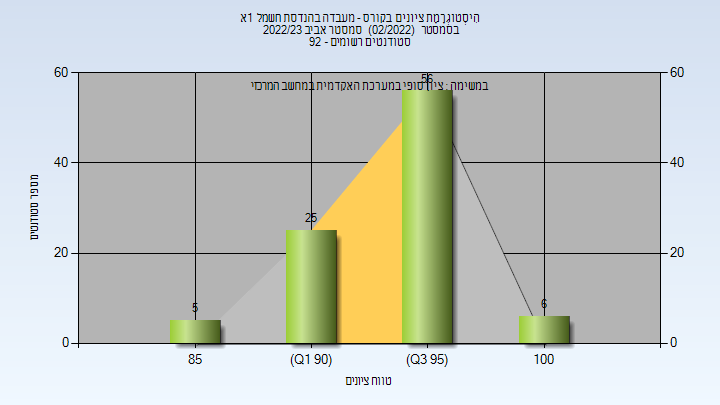 היסטוגרמת ציונים בקורס - מעבדה בהנדסת חשמל 1א
בסמסטר (02/2022) סמסטר אביב 2022/23
סטודנטים רשומים - 92
במשימה : ציון סופי במערכת האקדמית במחשב המרכזי
60 60
40 40
20 20
0 0
5
25
56
6
מספר סטודנטים
85 (Q1 90) (Q3 95) 100
טווח ציונים